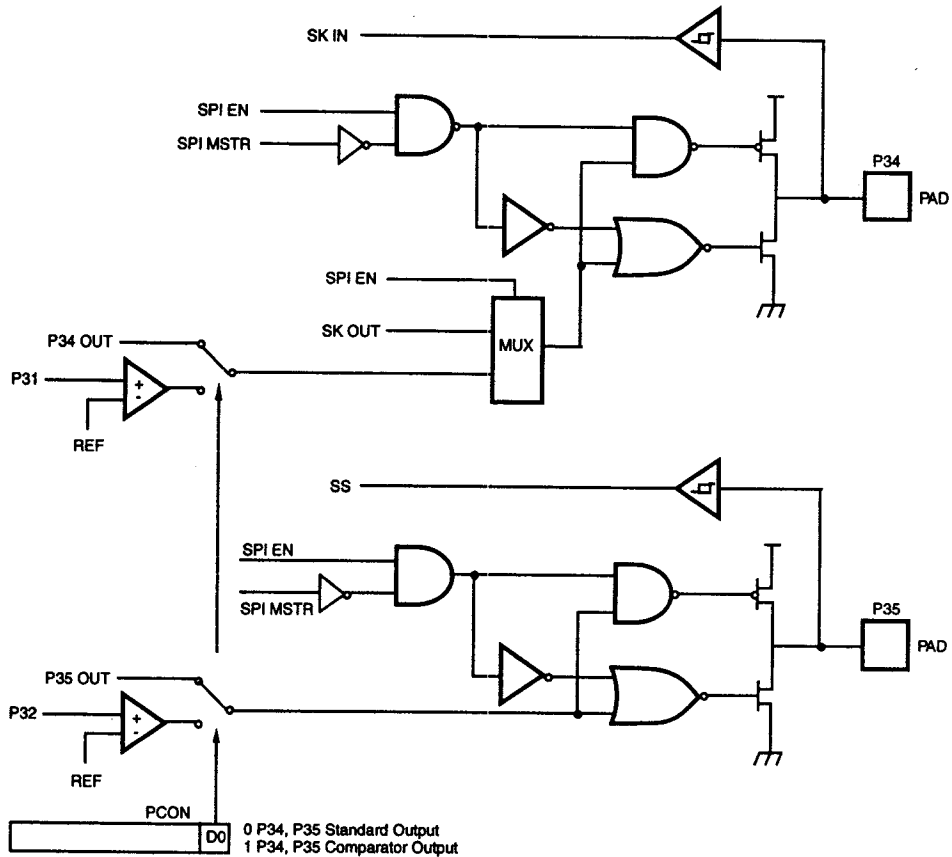 SK IN
SPI EN
SPI MSTR
P34
PAD
SPI EN
SK OUT
MUX
P34 OUT
P31
+
-
REF
SS
SPI EN
SPI MSTR
P35
PAD
P35 OUT
P32
+
-
REF
PCON
D0
0 P34, P35 Standard Output
1 P34, P35 Comparator Output